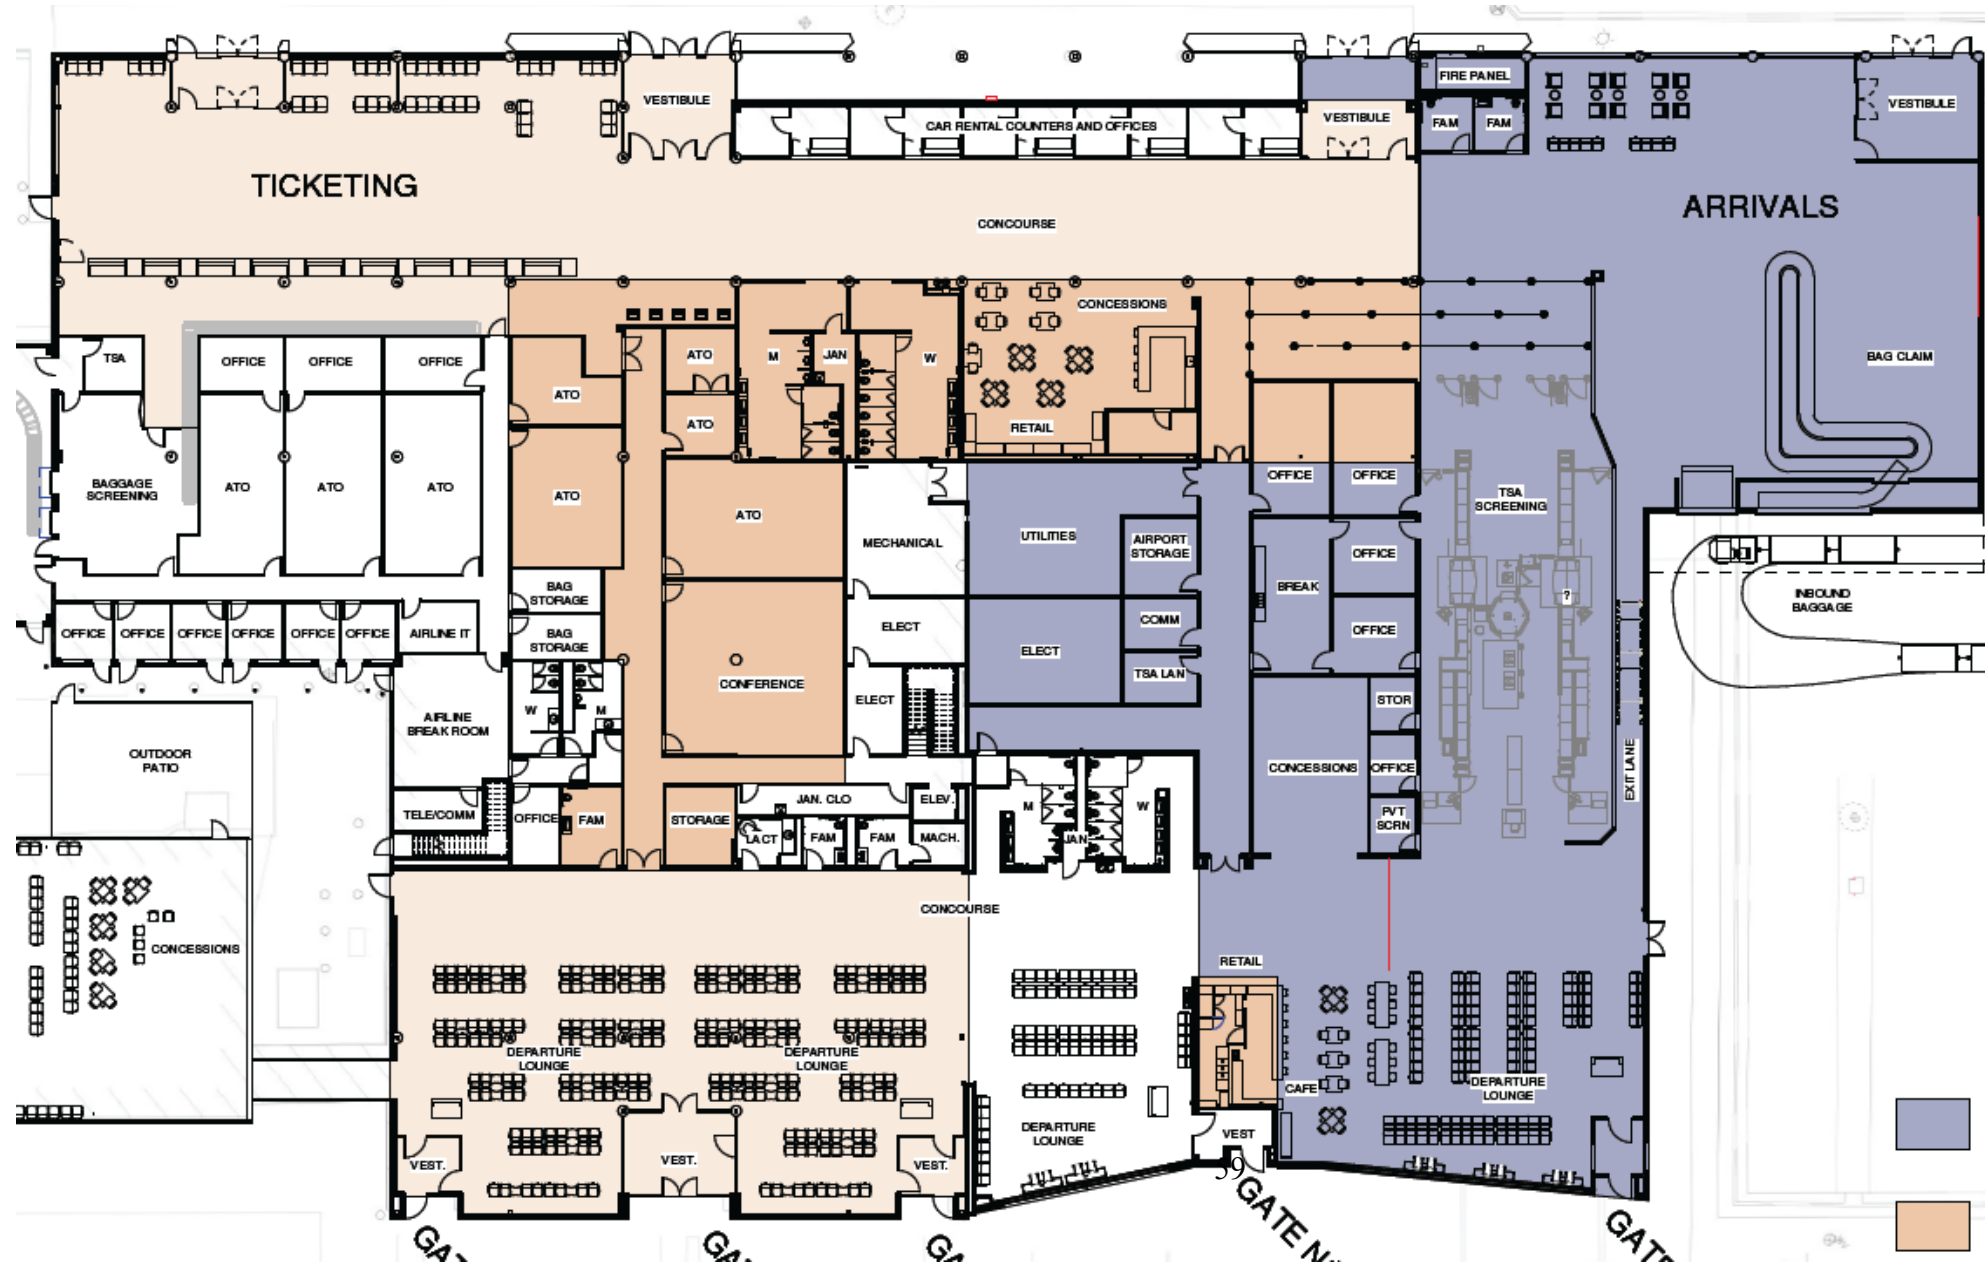 FIRE PANEL
VESTIBULE
VESTIBULE
VESTIBULE
CAR RENTAL COUNTERS AND OFFICES
FAM
FAM
TICKETING
ARRIVALS
CONCOURSE
CONCESSIONS
TSA
OFFICE
OFFICE
OFFICE
ATO
M
JAN
W
BAG CLAIM
ATO
ATO
RETAIL
BAGGAGE
SCREENING
ATO
ATO
ATO
ATO
ATO
OFFICE
OFFICE
TSA
SCREENING
MECHANICAL
UTILITIES
AIRPORT
STORAGE
OFFICE
BAG
STORAGE
BREAK
?
INBOUND
BAGGAGE
OFFICE
OFFICE
OFFICE
OFFICE
OFFICE
OFFICE
AIRLINE IT
BAG
STORAGE
ELECT
COMM
OFFICE
ELECT
CONFERENCE
TSA LAN
ELECT
STOR
AIRLINE
BREAK ROOM
W
M
OUTDOOR
PATIO
CONCESSIONS
OFFICE
EXIT LANE
TELE/COMM
OFFICE
FAM
STORAGE
JAN. CLO
ELEV.
M
W
PVT
SCRN
LACT
FAM
FAM
MACH.
JAN
CONCOURSE
CONCESSIONS
RETAIL
DEPARTURE
LOUNGE
DEPARTURE
LOUNGE
CAFE
DEPARTURE
LOUNGE
DEPARTURE
LOUNGE
VEST
VEST.
VEST.
VEST.
59
GATE